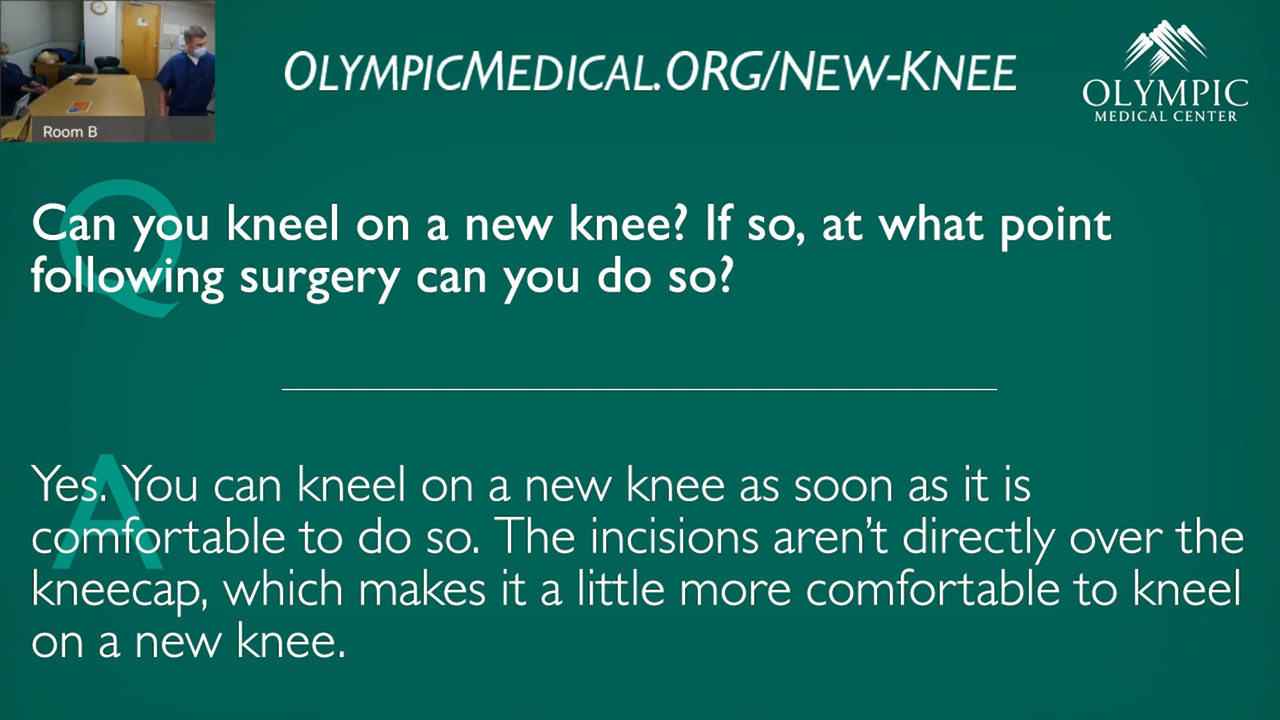 Room B
OLYMPICMEDICAL.ORG/NEW-KNEE
OLYMPIC
MEDICAL CENTER
Q
Can you kneel on a new knee? If so, at what point
following surgery can you do so?
A
Yes. You can kneel on a new knee as soon as it is
comfortable to do so. The incisions aren't directly over the
kneecap, which makes it a little more comfortable to kneel
on a new knee.